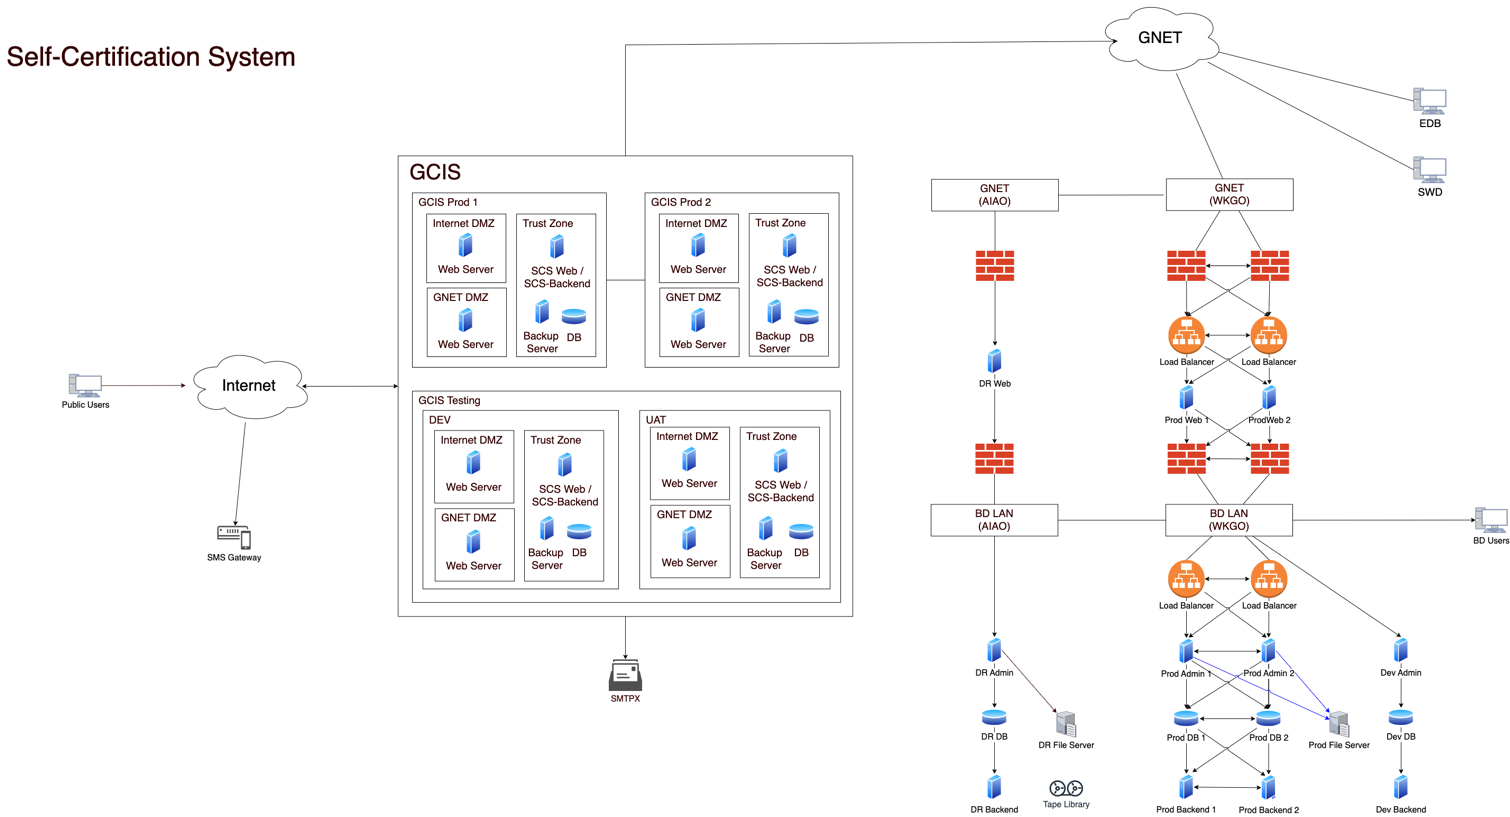 Self-Certification System
GNET
EDB
SWD
GCIS
GCIS Prod 1
Internet DMZ
Web Server
GNET DMZ
Web Server
Trust Zone
SCS Web /
SCS-Backend
Backup
Server
DB
GCIS Prod 2
Internet DMZ
Web Server
GNET DMZ
Web Server
Trust Zone
SCS Web /
SCS-Backend
Backup
Server
DB
GCIS Testing
DEV
Internet DMZ
Web Server
GNET DMZ
Web Server
Trust Zone
SCS Web /
SCS-Backend
Backup
Server
DB
UAT
Internet DMZ
Web Server
GNET DMZ
Web Server
Trust Zone
SCS Web /
SCS-Backend
Backup
Server
DB
Public Users
Internet
SMS Gateway
SMTPX
GNET
(AIAO)
GNET
(WKGO)
Load Balancer
Load Balancer
DR Web
Prod Web 1
ProdWeb 2
BD LAN
(AIAO)
BD LAN
(WKGO)
BD Users
Load Balancer
Load Balancer
DR Admin
Prod Admin 1
Prod Admin 2
Dev Admin
DR DB
DR File Server
Prod DB 1
Prod DB 2
Prod File Server
Dev DB
DR Backend
Tape Library
Prod Backend 1
Prod Backend 2
Dev Backend